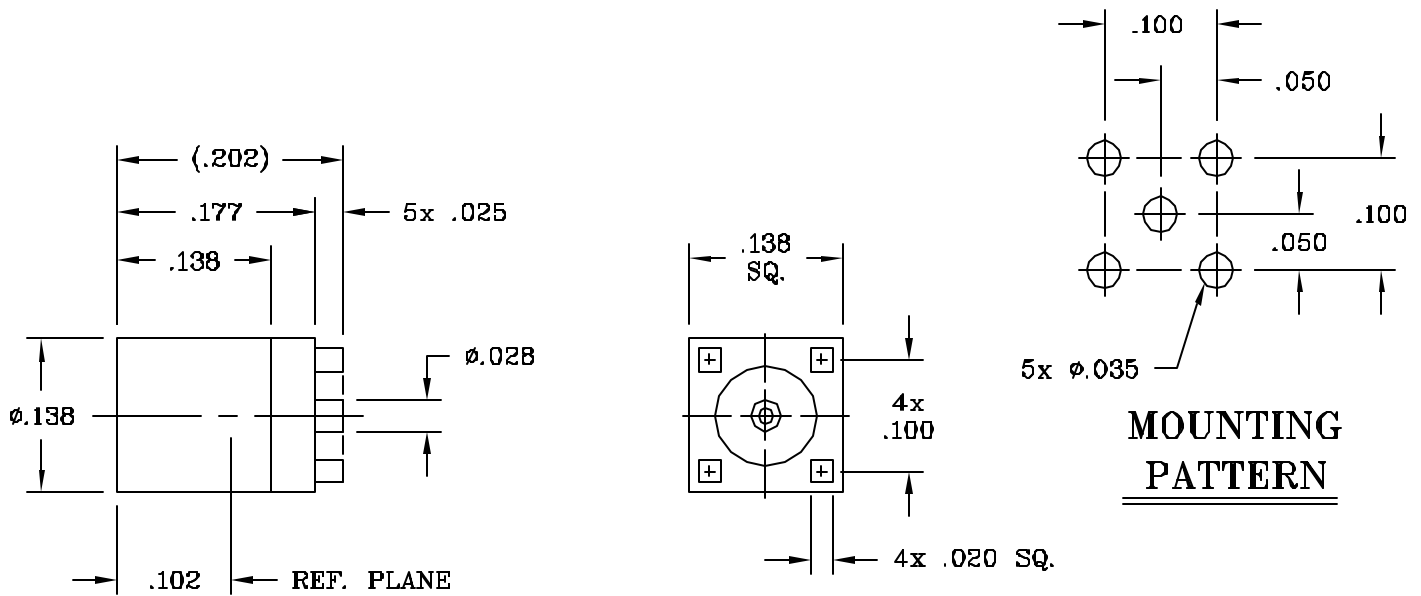 .100
.050
(.202)
.177
5x .025
.138
.138
SQ.
.100
.050
Ø.028
5x Ø.035
Ø.138
4x
.100
MOUNTING
PATTERN
4x .020 SQ.
.102
REF. PLANE